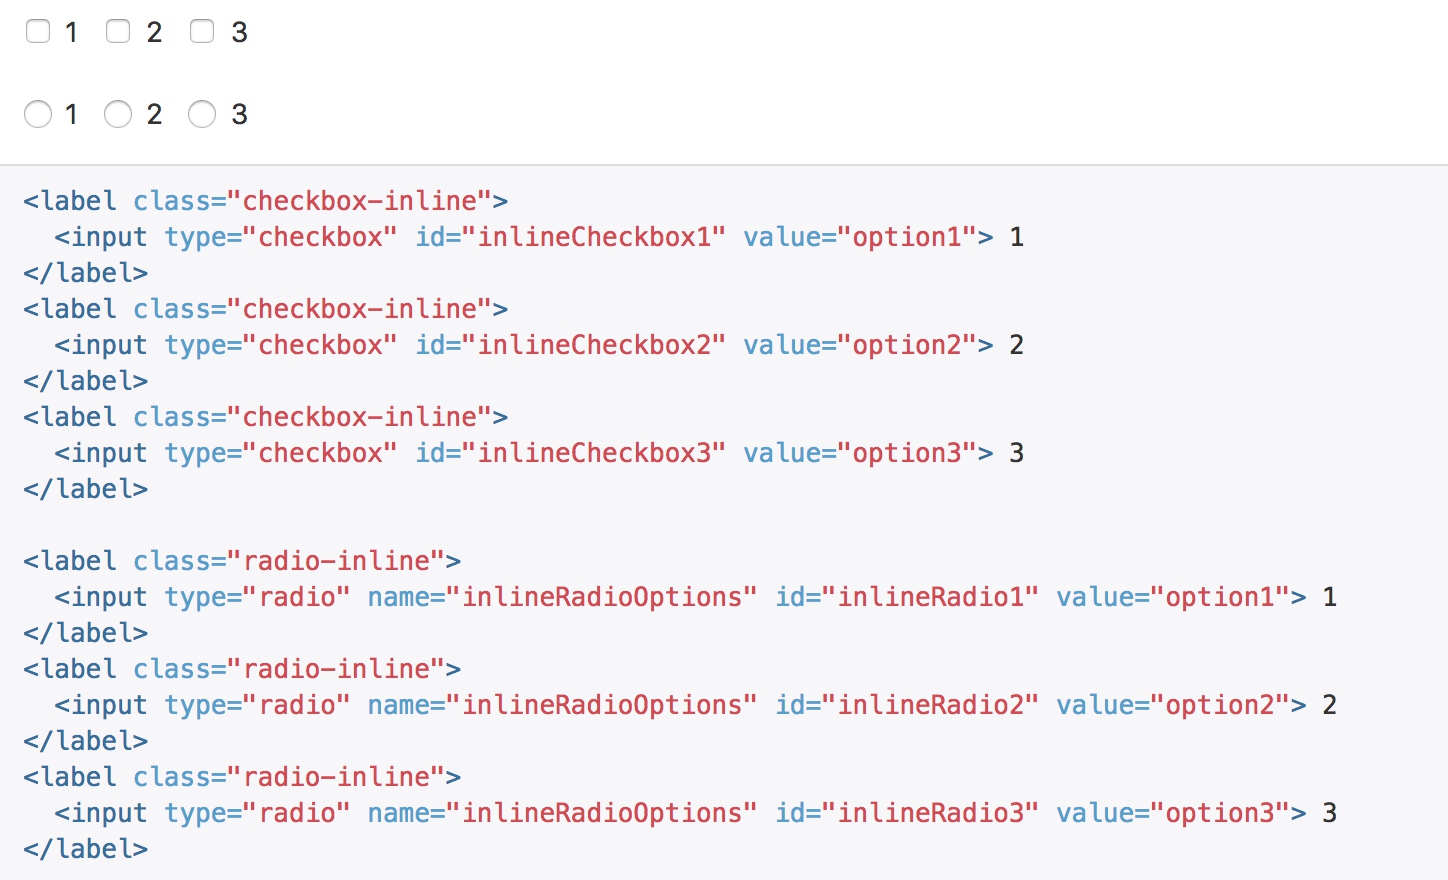 1 2 3
1 2 3
<label class="checkbox-inline">
  <input type="checkbox" id="inlineCheckbox1" value="option1"> 1
</label>
<label class="checkbox-inline">
  <input type="checkbox" id="inlineCheckbox2" value="option2"> 2
</label>
<label class="checkbox-inline">
  <input type="checkbox" id="inlineCheckbox3" value="option3"> 3
</label>

<label class="radio-inline">
  <input type="radio" name="inlineRadioOptions" id="inlineRadio1" value="option1"> 1
</label>
<label class="radio-inline">
  <input type="radio" name="inlineRadioOptions" id="inlineRadio2" value="option2"> 2
</label>
<label class="radio-inline">
  <input type="radio" name="inlineRadioOptions" id="inlineRadio3" value="option3"> 3
</label>